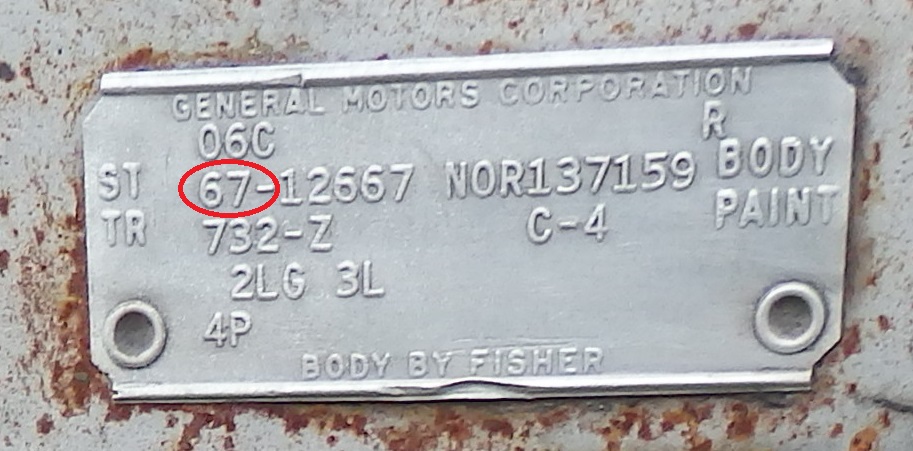 GENERAL MOTORS CORPORATION
06C R
ST 67-12667 NOR137159 BODY
TR 732-Z C-4 PAINT
2LG 3L
4P
BODY BY FISHER